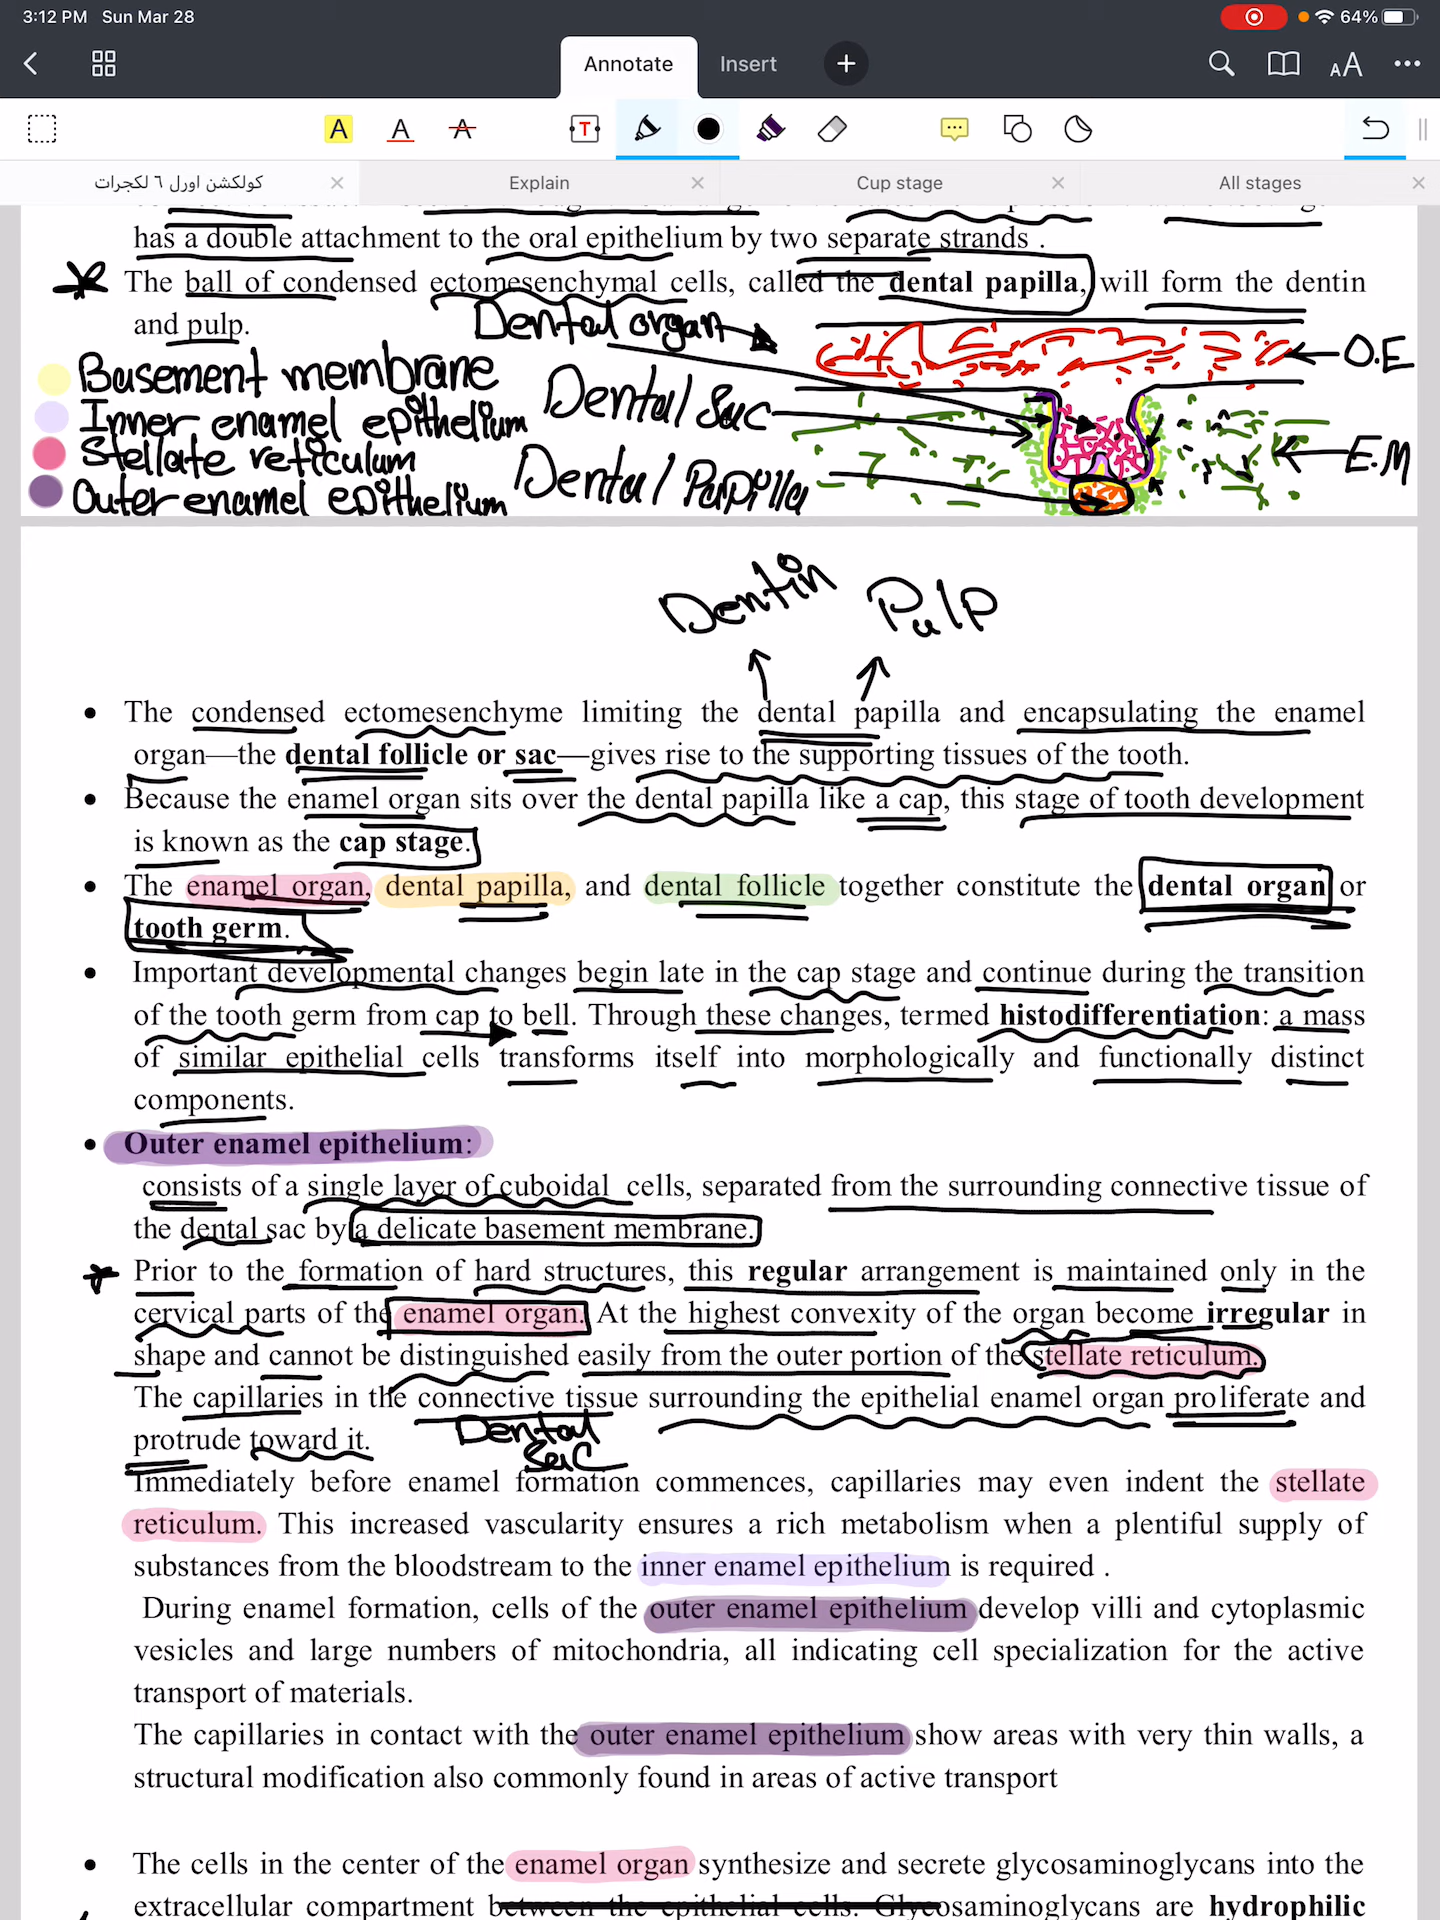 3:12 PM Sun Mar 28
64%
Annotate
Insert
AA
A A A T
كولكشن اورل ٦ لكجرات
Explain
Cup stage
All stages
has a double attachment to the oral epithelium by two separate strands .
The ball of condensed ectomesenchymal cells, called the dental papilla, will form the dentin
and pulp.
Dental organ
O.E
Basement membrane
Inner enamel epithelium
Dental Sac
Stellate reticulum
E.M
Outer enamel epithelium
Dental Papilla
Dentin Pulp
• The condensed ectomesenchyme limiting the dental papilla and encapsulating the enamel
organ—the dental follicle or sac—gives rise to the supporting tissues of the tooth.
• Because the enamel organ sits over the dental papilla like a cap, this stage of tooth development
is known as the cap stage.
• The enamel organ, dental papilla, and dental follicle together constitute the dental organ or
tooth germ.
• Important developmental changes begin late in the cap stage and continue during the transition
of the tooth germ from cap to bell. Through these changes, termed histodifferentiation: a mass
of similar epithelial cells transforms itself into morphologically and functionally distinct
components.
• Outer enamel epithelium:
consists of a single layer of cuboidal cells, separated from the surrounding connective tissue of
the dental sac by a delicate basement membrane.
Prior to the formation of hard structures, this regular arrangement is maintained only in the
cervical parts of the enamel organ. At the highest convexity of the organ become irregular in
shape and cannot be distinguished easily from the outer portion of the stellate reticulum.
The capillaries in the connective tissue surrounding the epithelial enamel organ proliferate and
protrude toward it.
Dental
Sac
Immediately before enamel formation commences, capillaries may even indent the stellate
reticulum. This increased vascularity ensures a rich metabolism when a plentiful supply of
substances from the bloodstream to the inner enamel epithelium is required .
During enamel formation, cells of the outer enamel epithelium develop villi and cytoplasmic
vesicles and large numbers of mitochondria, all indicating cell specialization for the active
transport of materials.
The capillaries in contact with the outer enamel epithelium show areas with very thin walls, a
structural modification also commonly found in areas of active transport
• The cells in the center of the enamel organ synthesize and secrete glycosaminoglycans into the
extracellular compartment between the epithelial cells. Glycosaminoglycans are hydrophilic